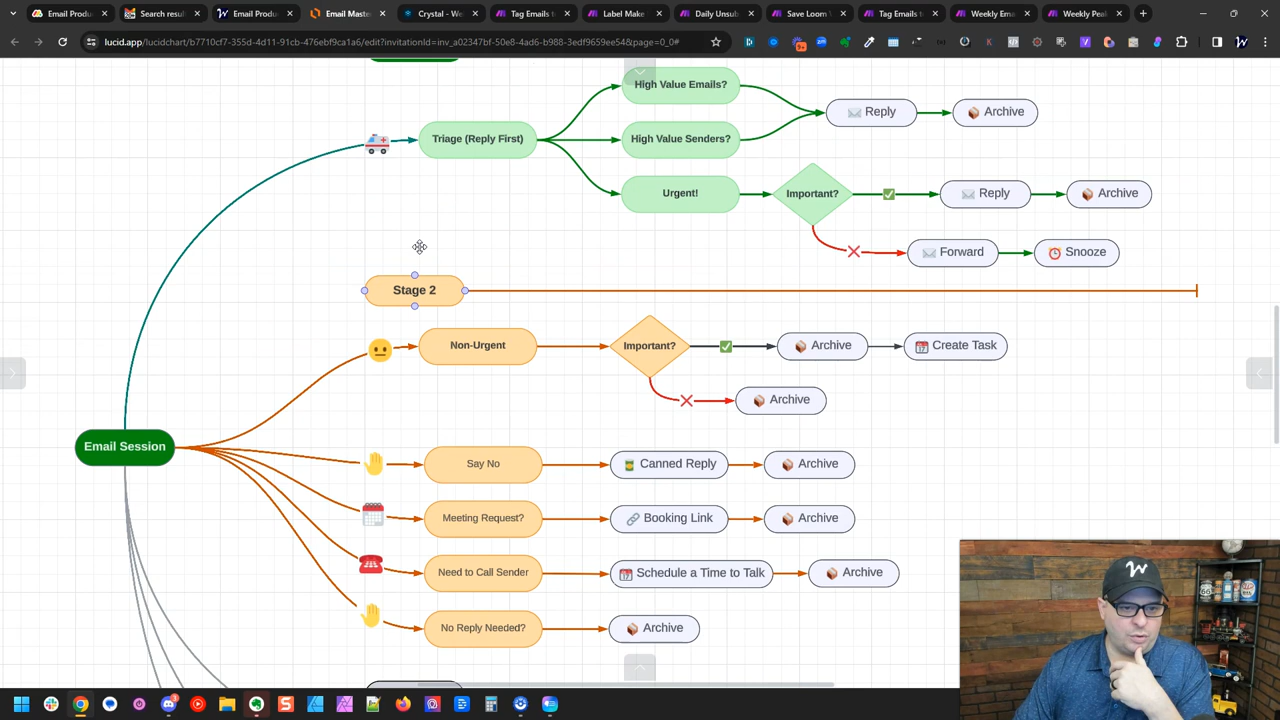 Email Produ
Search resul
Email Produ
Email Maste
Crystal - We
Tag Emails t
Label Make
Daily Unsub
Save Loom V
Tag Emails t
Weekly Ema
Weekly Peal
lucid.app/lucidchart/b7710cf7-355d-4d11-91cb-476ebf9ca1a6/edit?invitationId=inv_a02347bf-50e8-4ad6-b988-3edf9659ee54&page=0_0#
High Value Emails?
Reply
Archive
Triage (Reply First)
High Value Senders?
Urgent!
Important?
Reply
Archive
Forward
Snooze
Stage 2
Non-Urgent
Important?
Archive
Create Task
Archive
Email Session
Say No
Canned Reply
Archive
Meeting Request?
Booking Link
Archive
Need to Call Sender
Schedule a Time to Talk
Archive
No Reply Needed?
Archive